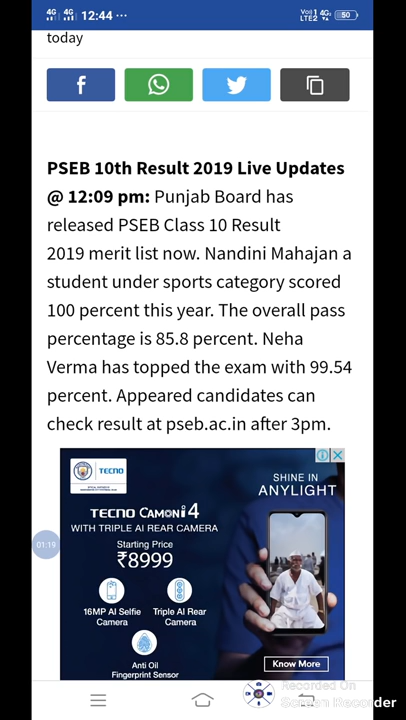 4G 4G 12:44 ··· Vo)) 1 4G LTE2 50
today
PSEB 10th Result 2019 Live Updates
@ 12:09 pm: Punjab Board has
released PSEB Class 10 Result
2019 merit list now. Nandini Mahajan a
student under sports category scored
100 percent this year. The overall pass
percentage is 85.8 percent. Neha
Verma has topped the exam with 99.54
percent. Appeared candidates can
check result at pseb.ac.in after 3pm.
TECNO
SHINE IN
ANYLIGHT
TECNO CAMON i4
WITH TRIPLE AI REAR CAMERA
Starting Price
₹8999
01:19
16MP AI Selfie
Camera
Triple AI Rear
Camera
Anti Oil
Fingerprint Sensor
Know More
Recorded On
Screen Recorder